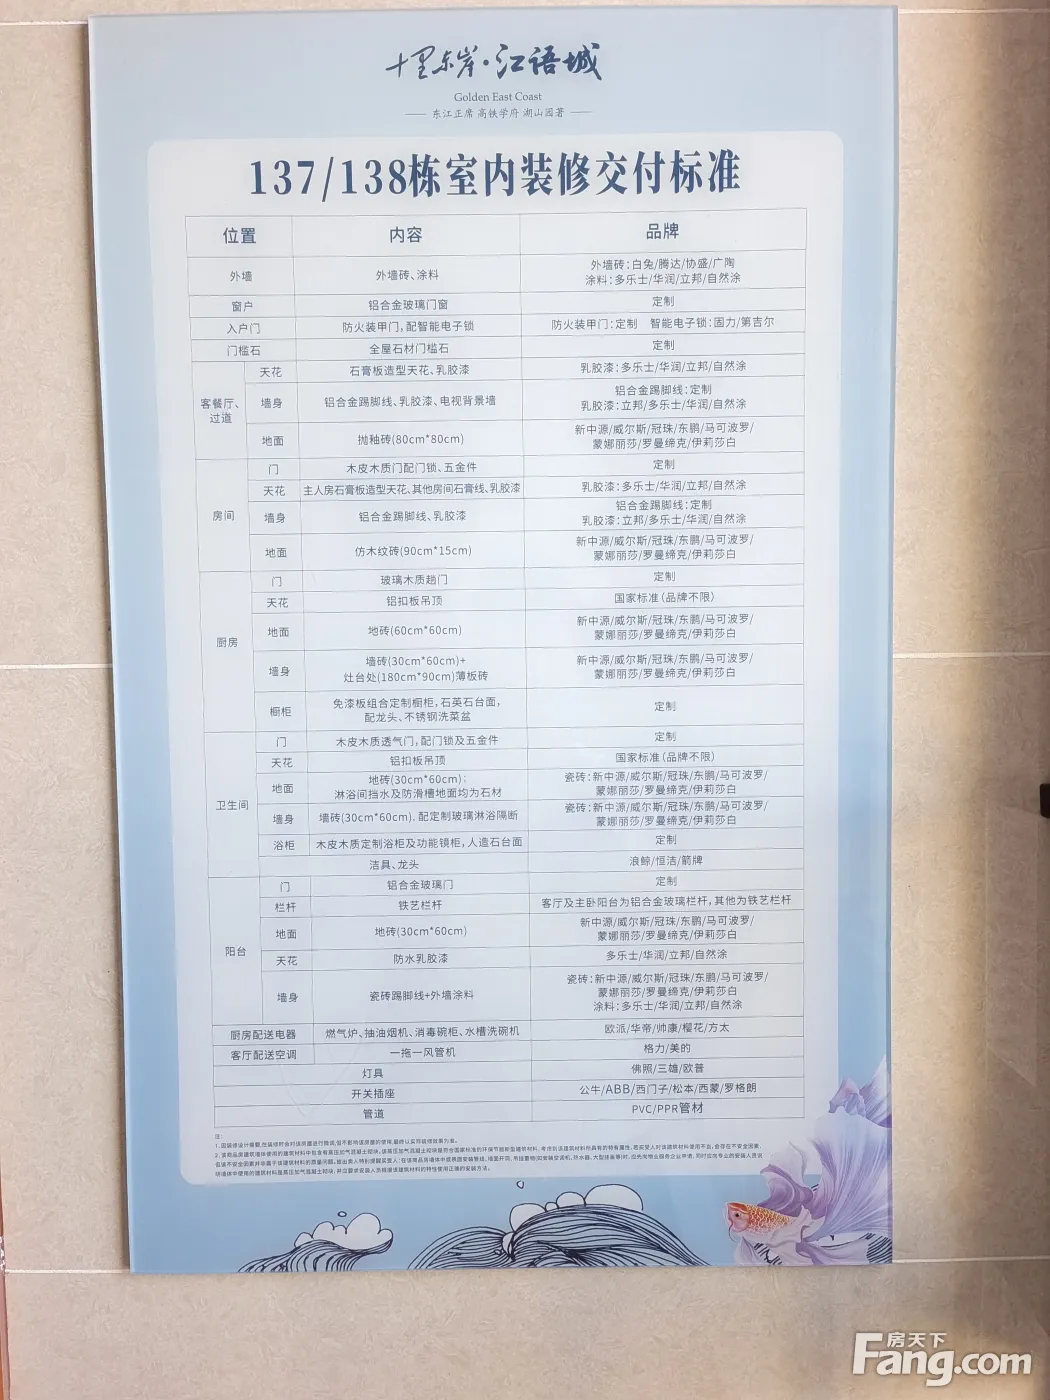 十里东岸·江语城
Golden East Coast
东江正席 高铁学府 湖山园著
137/138栋室内装修交付标准
位置 内容 品牌
外墙 外墙砖、涂料 外墙砖:白兔/腾达/协盛/广陶
涂料:多乐士/华润/立邦/自然涂
窗户 铝合金玻璃门窗 定制
入户门 防火装甲门,配智能电子锁 防火装甲门:定制 智能电子锁:固力/第吉尔
门槛石 全屋石材门槛石 定制
客餐厅、
过道
天花 石膏板造型天花、乳胶漆 乳胶漆:多乐士/华润/立邦/自然涂
墙身 铝合金踢脚线、乳胶漆、电视背景墙 铝合金踢脚线:定制
乳胶漆:立邦/多乐士/华润/自然涂
地面 抛釉砖(80cm*80cm) 新中源/威尔斯/冠珠/东鹏/马可波罗/
蒙娜丽莎/罗曼缔克/伊莉莎白
房间
门 木皮木质门配门锁、五金件 定制
天花 主人房石膏板造型天花、其他房间石膏线、乳胶漆 乳胶漆:多乐士/华润/立邦/自然涂
墙身 铝合金踢脚线、乳胶漆 铝合金踢脚线:定制
乳胶漆:立邦/多乐士/华润/自然涂
地面 仿木纹砖(90cm*15cm) 新中源/威尔斯/冠珠/东鹏/马可波罗/
蒙娜丽莎/罗曼缔克/伊莉莎白
厨房
门 玻璃木质趟门 定制
天花 铝扣板吊顶 国家标准(品牌不限)
地面 地砖(60cm*60cm) 新中源/威尔斯/冠珠/东鹏/马可波罗/
蒙娜丽莎/罗曼缔克/伊莉莎白
墙身 墙砖(30cm*60cm)+
灶台处(180cm*90cm)薄板砖
新中源/威尔斯/冠珠/东鹏/马可波罗/
蒙娜丽莎/罗曼缔克/伊莉莎白
橱柜 免漆板组合定制橱柜,石英石台面,
配龙头、不锈钢洗菜盆
定制
卫生间
门 木皮木质透气门,配门锁及五金件 定制
天花 铝扣板吊顶 国家标准(品牌不限)
地面 地砖(30cm*60cm);
淋浴间挡水及防滑槽地面均为石材
瓷砖:新中源/威尔斯/冠珠/东鹏/马可波罗/
蒙娜丽莎/罗曼缔克/伊莉莎白
墙身 墙砖(30cm*60cm).配定制玻璃淋浴隔断 瓷砖:新中源/威尔斯/冠珠/东鹏/马可波罗/
蒙娜丽莎/罗曼缔克/伊莉莎白
浴柜 木皮木质定制浴柜及功能镜柜,人造石台面 定制
洁具、龙头 浪鲸/恒洁/箭牌
阳台
门 铝合金玻璃门 定制
栏杆 铁艺栏杆 客厅及主卧阳台为铝合金玻璃栏杆,其他为铁艺栏杆
地面 地砖(30cm*60cm) 新中源/威尔斯/冠珠/东鹏/马可波罗/
蒙娜丽莎/罗曼缔克/伊莉莎白
天花 防水乳胶漆 多乐士/华润/立邦/自然涂
墙身 瓷砖踢脚线+外墙涂料 瓷砖:新中源/威尔斯/冠珠/东鹏/马可波罗/
蒙娜丽莎/罗曼缔克/伊莉莎白
涂料:多乐士/华润/立邦/自然涂
厨房配送电器 燃气炉、抽油烟机、消毒碗柜、水槽洗碗机 欧派/华帝/帅康/樱花/方太
客厅配送空调 一拖一风管机 格力/美的
灯具 佛照/三雄/欧普
开关插座 公牛/ABB/西门子/松本/西蒙/罗格朗
管道 PVC/PPR管材
注:
房天下
Fang.com